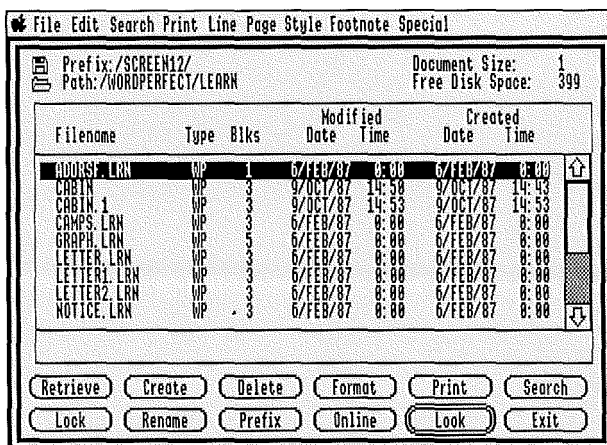 File Edit Search Print Line Page Style Footnote Special
Prefix:/SCREEN12/ Document Size: 1
Path:/WORDPERFECT/LEARN Free Disk Space: 399
Modified Created
Filename Type Blks Date Time Date Time
ADDRSF.LRN WP 1 6/FEB/87 0:00 6/FEB/87 0:00
CABIN WP 3 9/OCT/87 14:50 9/OCT/87 14:43
CABIN.1 WP 3 9/OCT/87 14:53 9/OCT/87 14:53
CAMPS.LRN WP 3 6/FEB/87 0:00 6/FEB/87 0:00
GRAPH.LRN WP 5 6/FEB/87 0:00 6/FEB/87 0:00
LETTER.LRN WP 3 6/FEB/87 0:00 6/FEB/87 0:00
LETTER1.LRN WP 3 6/FEB/87 0:00 6/FEB/87 0:00
LETTER2.LRN WP 3 6/FEB/87 0:00 6/FEB/87 0:00
NOTICE.LRN WP 3 6/FEB/87 0:00 6/FEB/87 0:00
Retrieve Create Delete Format Print Search
Lock Rename Prefix Online Look Exit